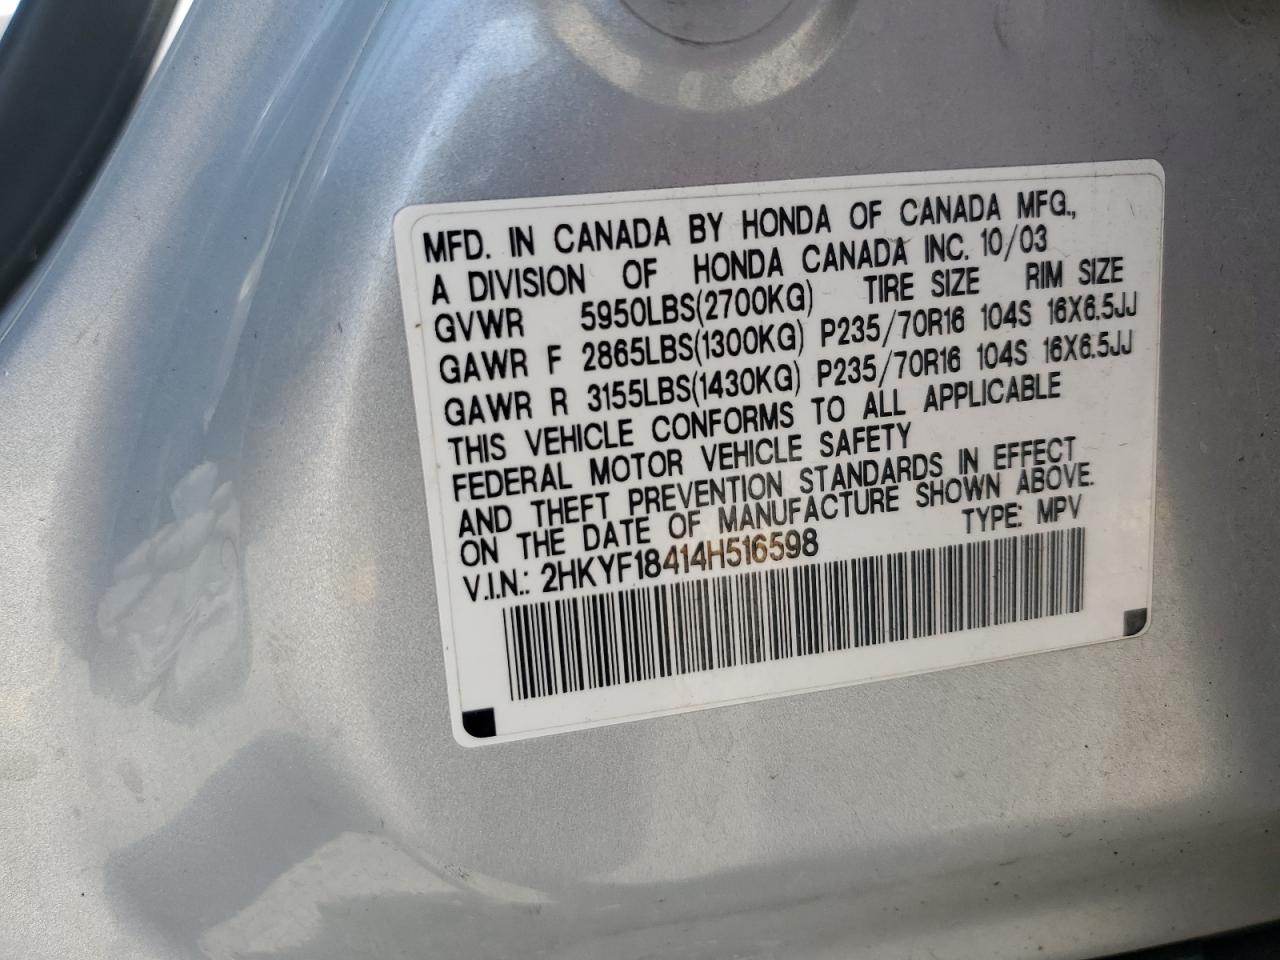 MFD. IN CANADA BY HONDA OF CANADA MFG.,
A DIVISION OF HONDA CANADA INC. 10/03
GVWR 5950LBS(2700KG) TIRE SIZE RIM SIZE
GAWR F 2865LBS(1300KG) P235/70R16 104S 16X6.5JJ
GAWR R 3155LBS(1430KG) P235/70R16 104S 16X6.5JJ
THIS VEHICLE CONFORMS TO ALL APPLICABLE
FEDERAL MOTOR VEHICLE SAFETY
AND THEFT PREVENTION STANDARDS IN EFFECT
ON THE DATE OF MANUFACTURE SHOWN ABOVE.
V.I.N.: 2HKYF18414H516598 TYPE: MPV